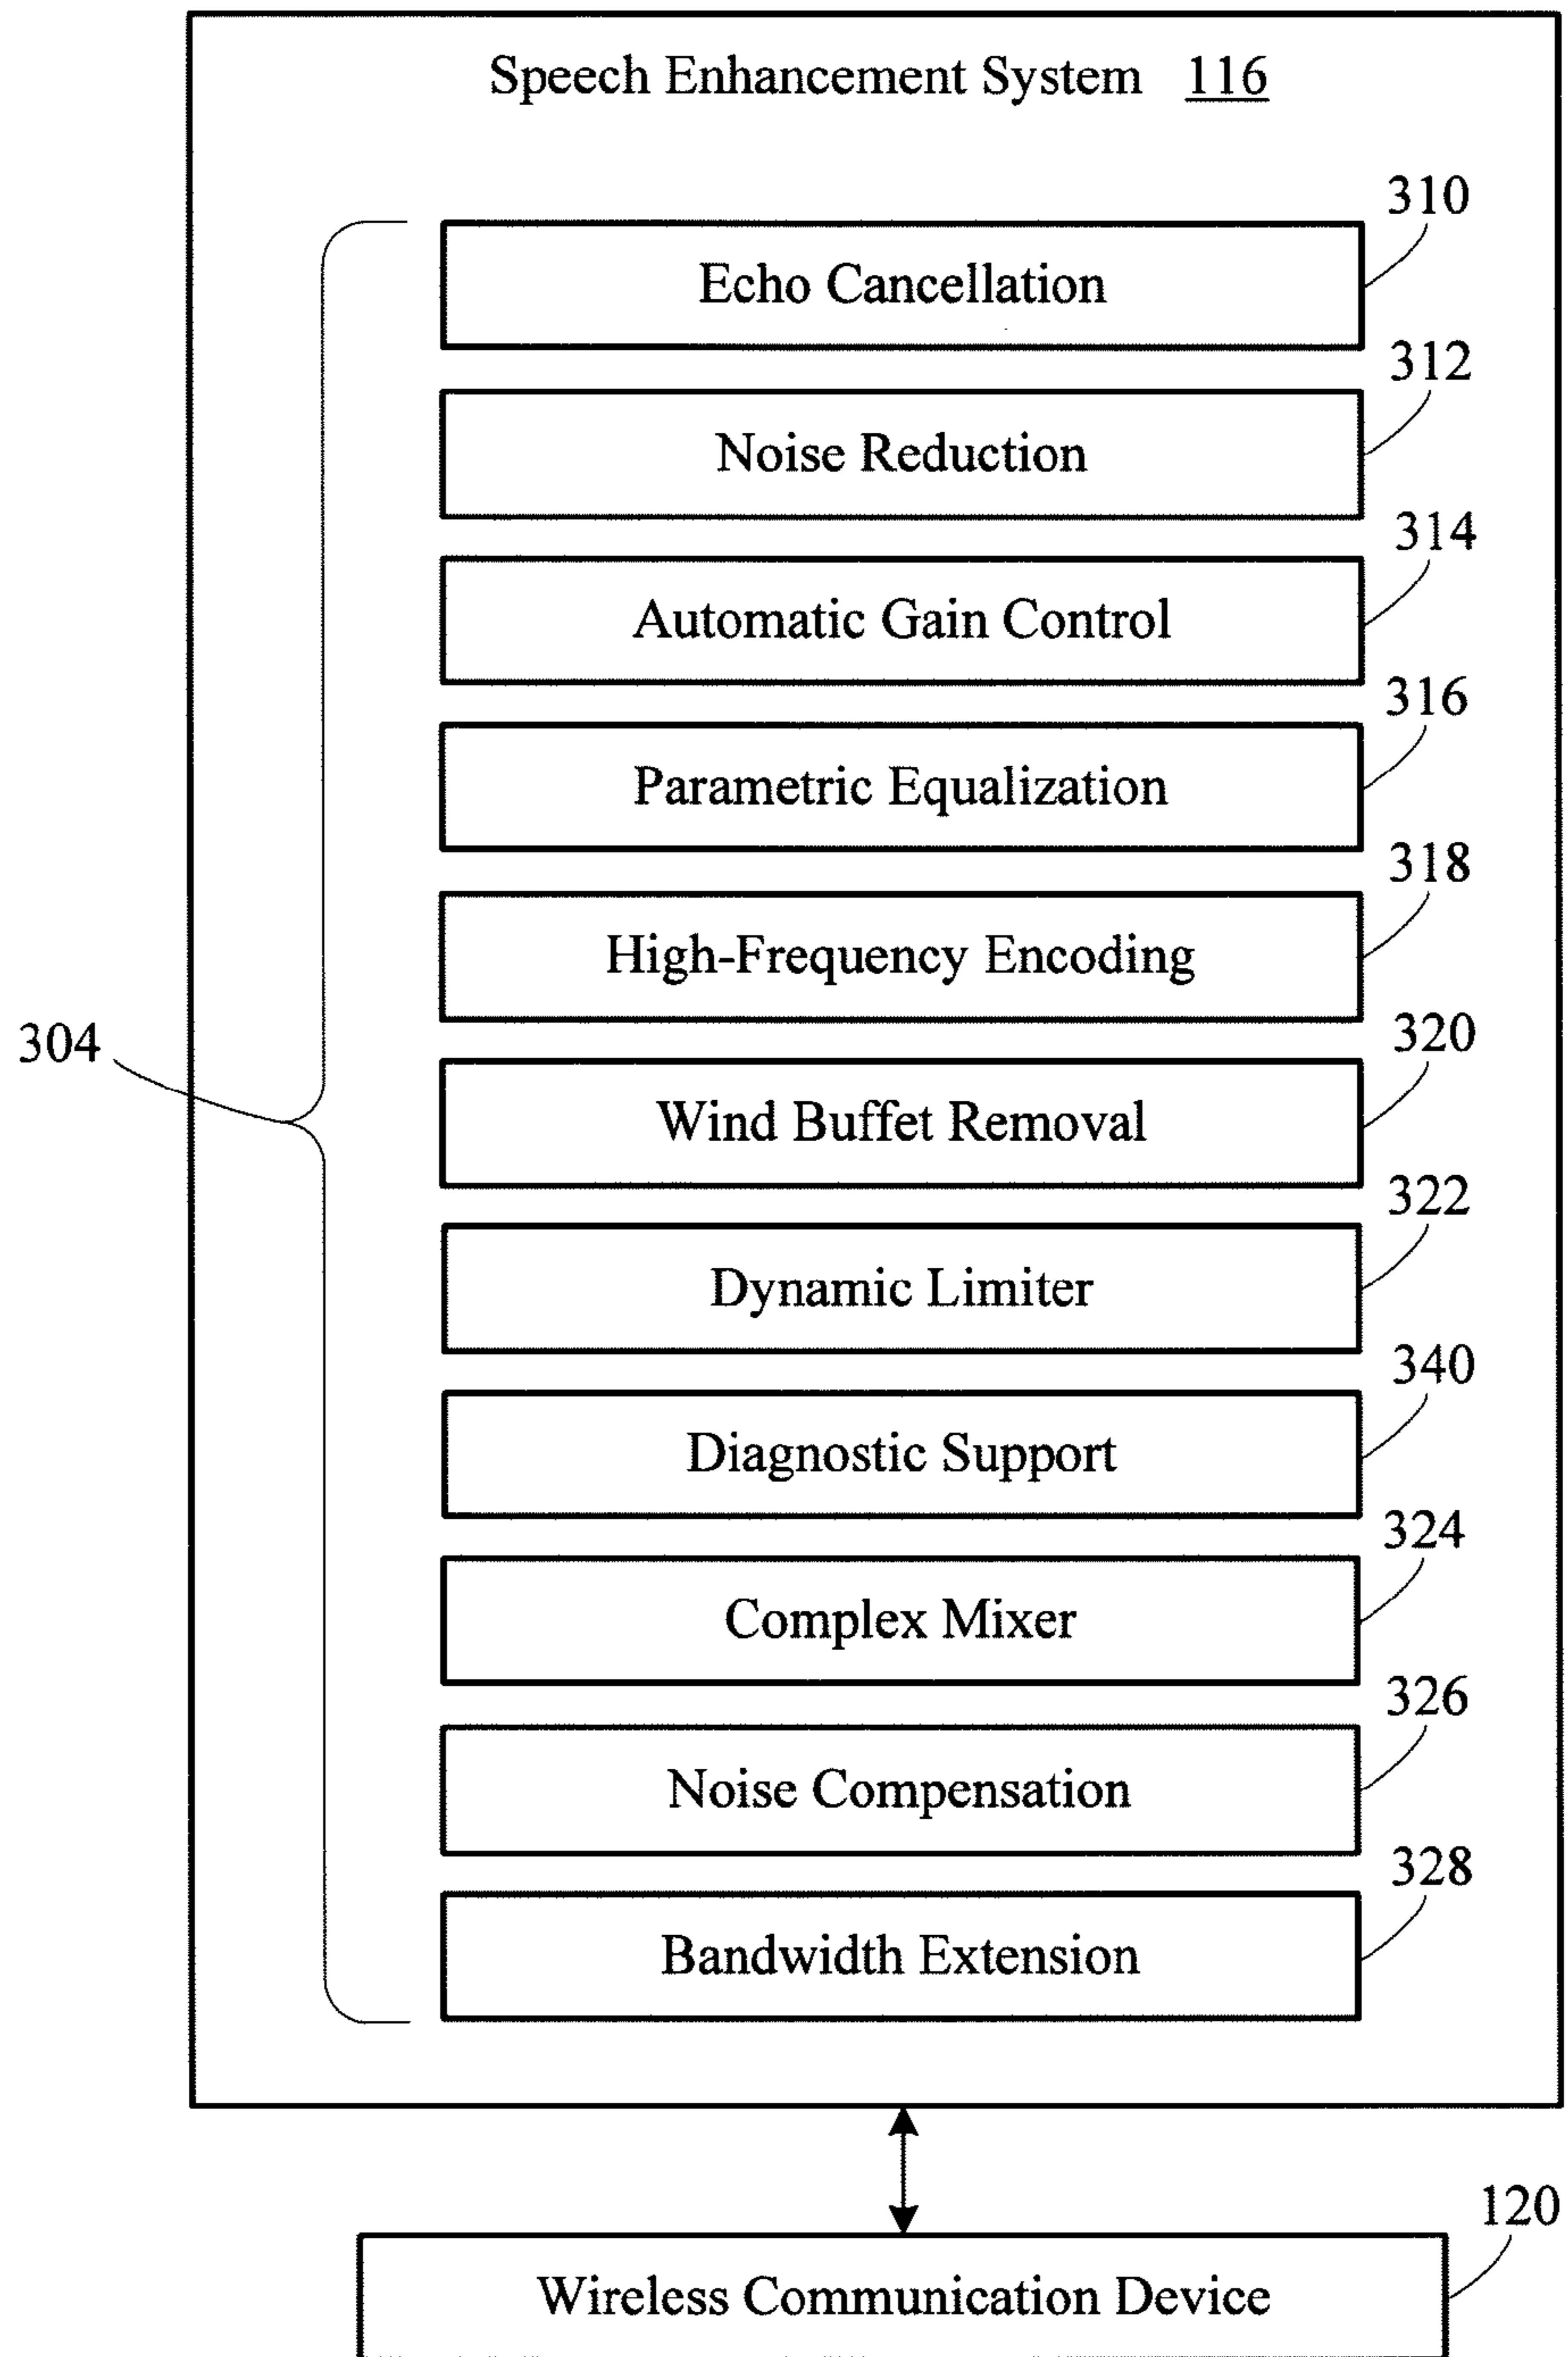 Speech Enhancement System 116
310
Echo Cancellation
312
Noise Reduction
314
Automatic Gain Control
316
Parametric Equalization
318
High-Frequency Encoding
304
320
Wind Buffet Removal
322
Dynamic Limiter
340
Diagnostic Support
324
Complex Mixer
326
Noise Compensation
328
Bandwidth Extension
120
Wireless Communication Device